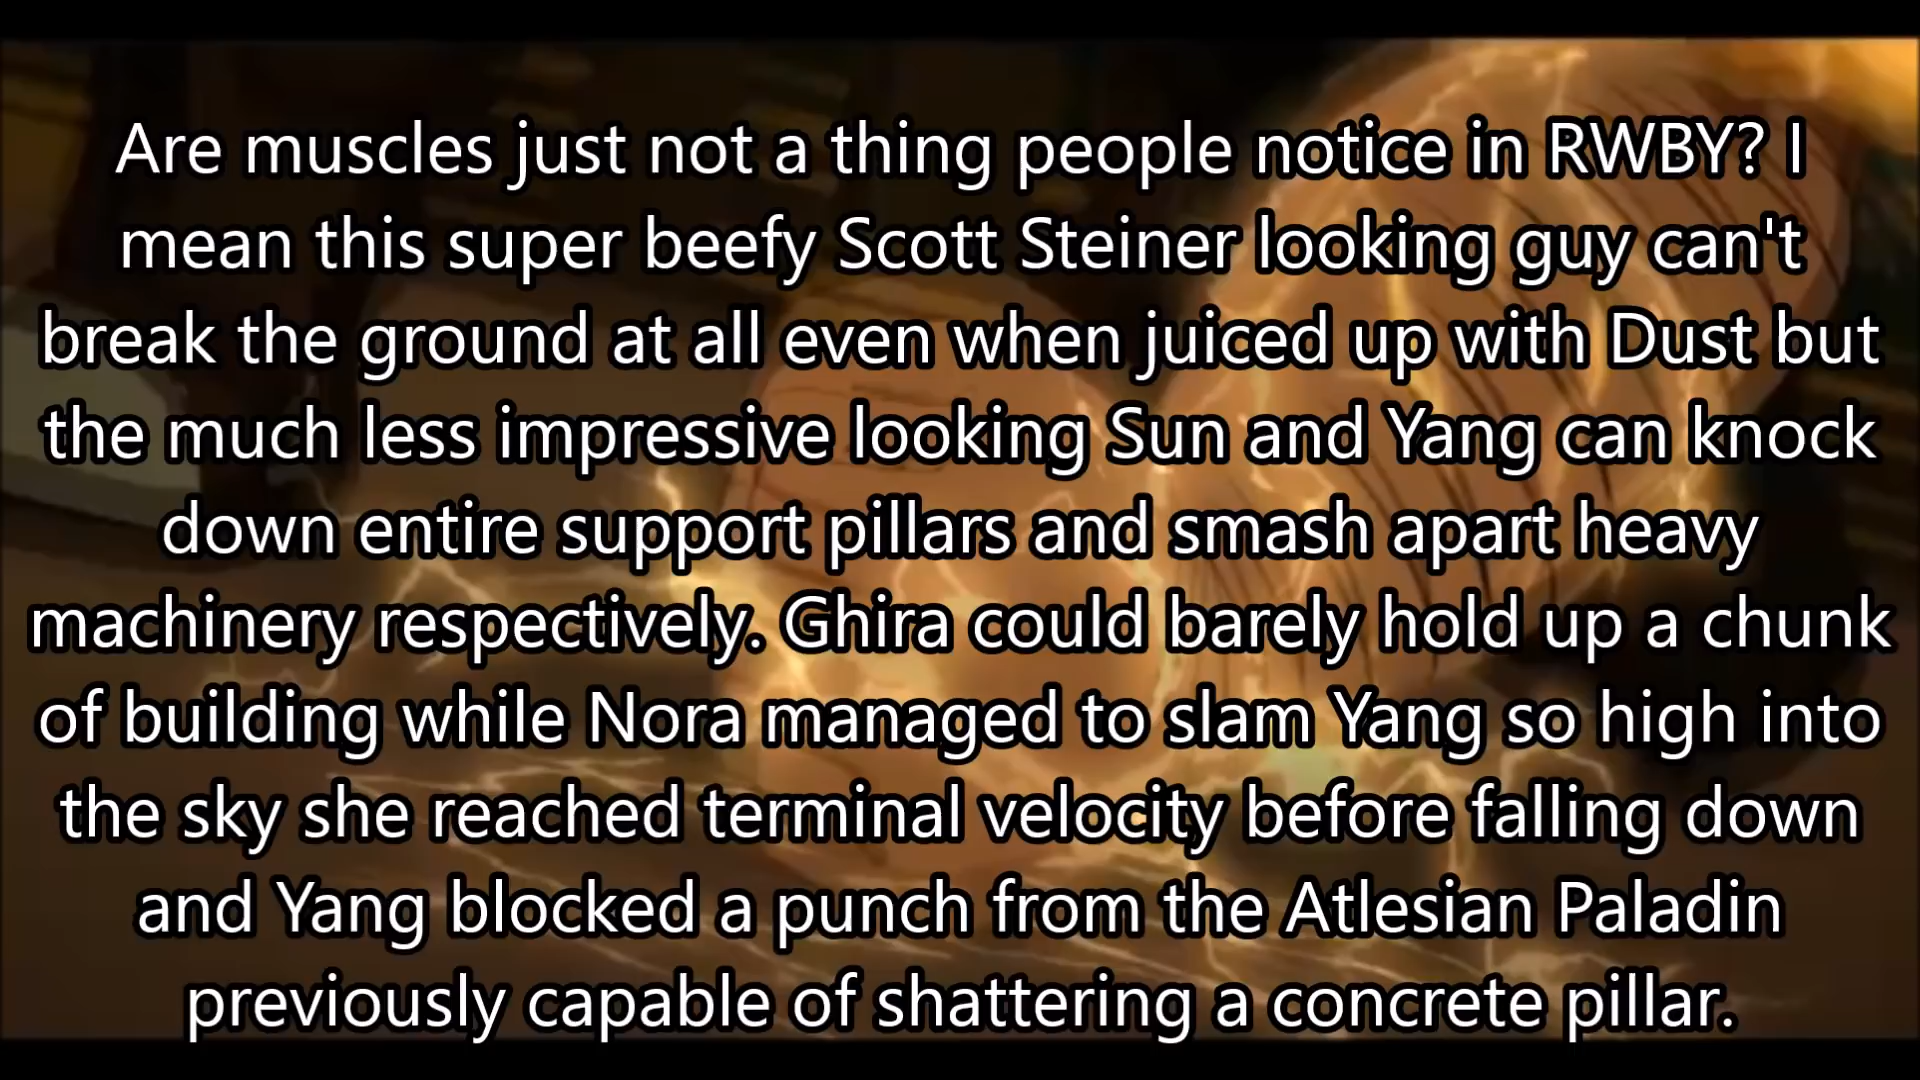 Are muscles just not a thing people notice in RWBY? I
mean this super beefy Scott Steiner looking guy can't
break the ground at all even when juiced up with Dust but
the much less impressive looking Sun and Yang can knock
down entire support pillars and smash apart heavy
machinery respectively. Ghira could barely hold up a chunk
of building while Nora managed to slam Yang so high into
the sky she reached terminal velocity before falling down
and Yang blocked a punch from the Atlesian Paladin
previously capable of shattering a concrete pillar.